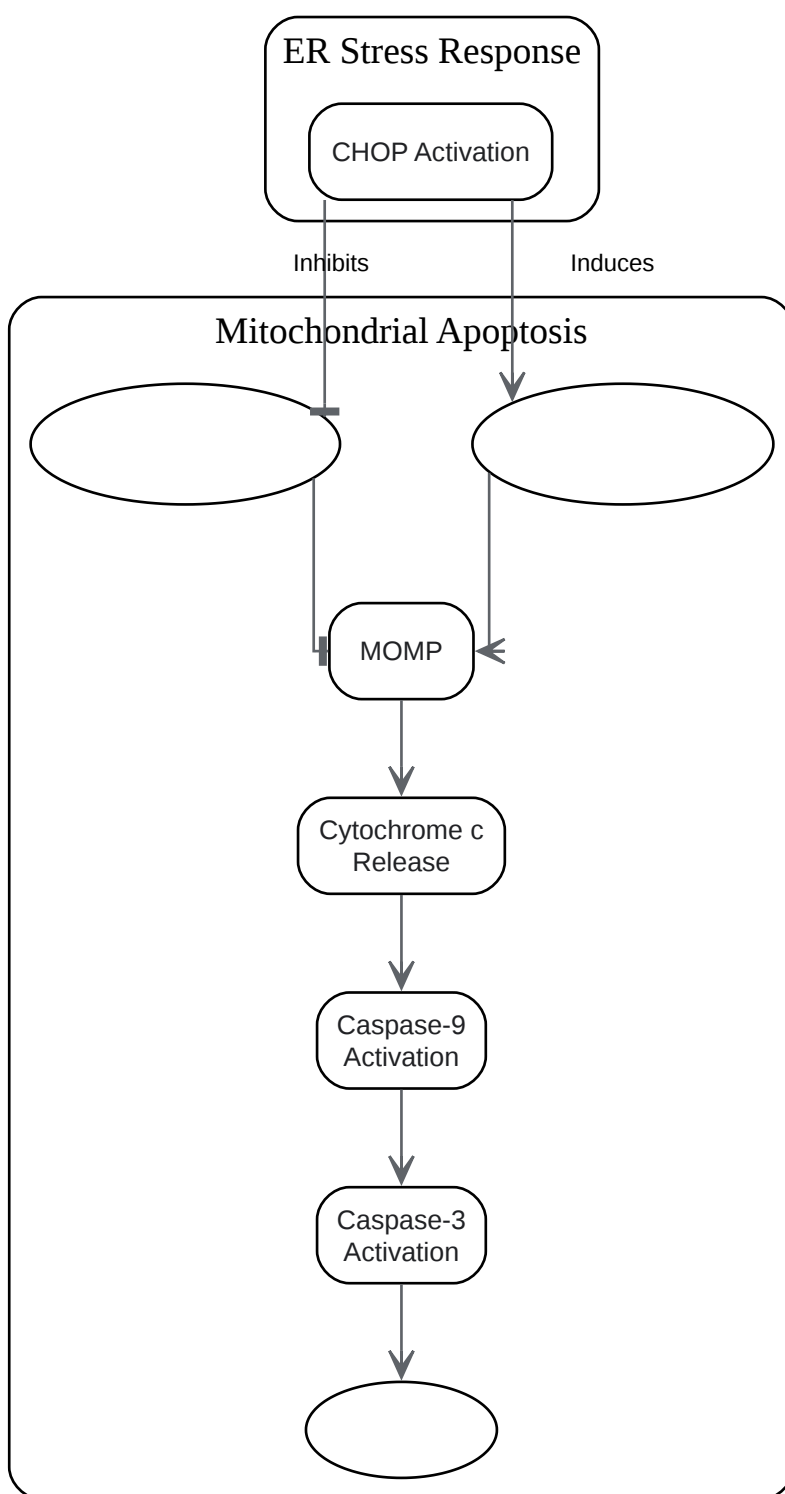 ER Stress Response
CHOP Activation
Inhibits
Induces
Mitochondrial Apoptosis
MOMP
Cytochrome c
Release
Caspase-9
Activation
Caspase-3
Activation